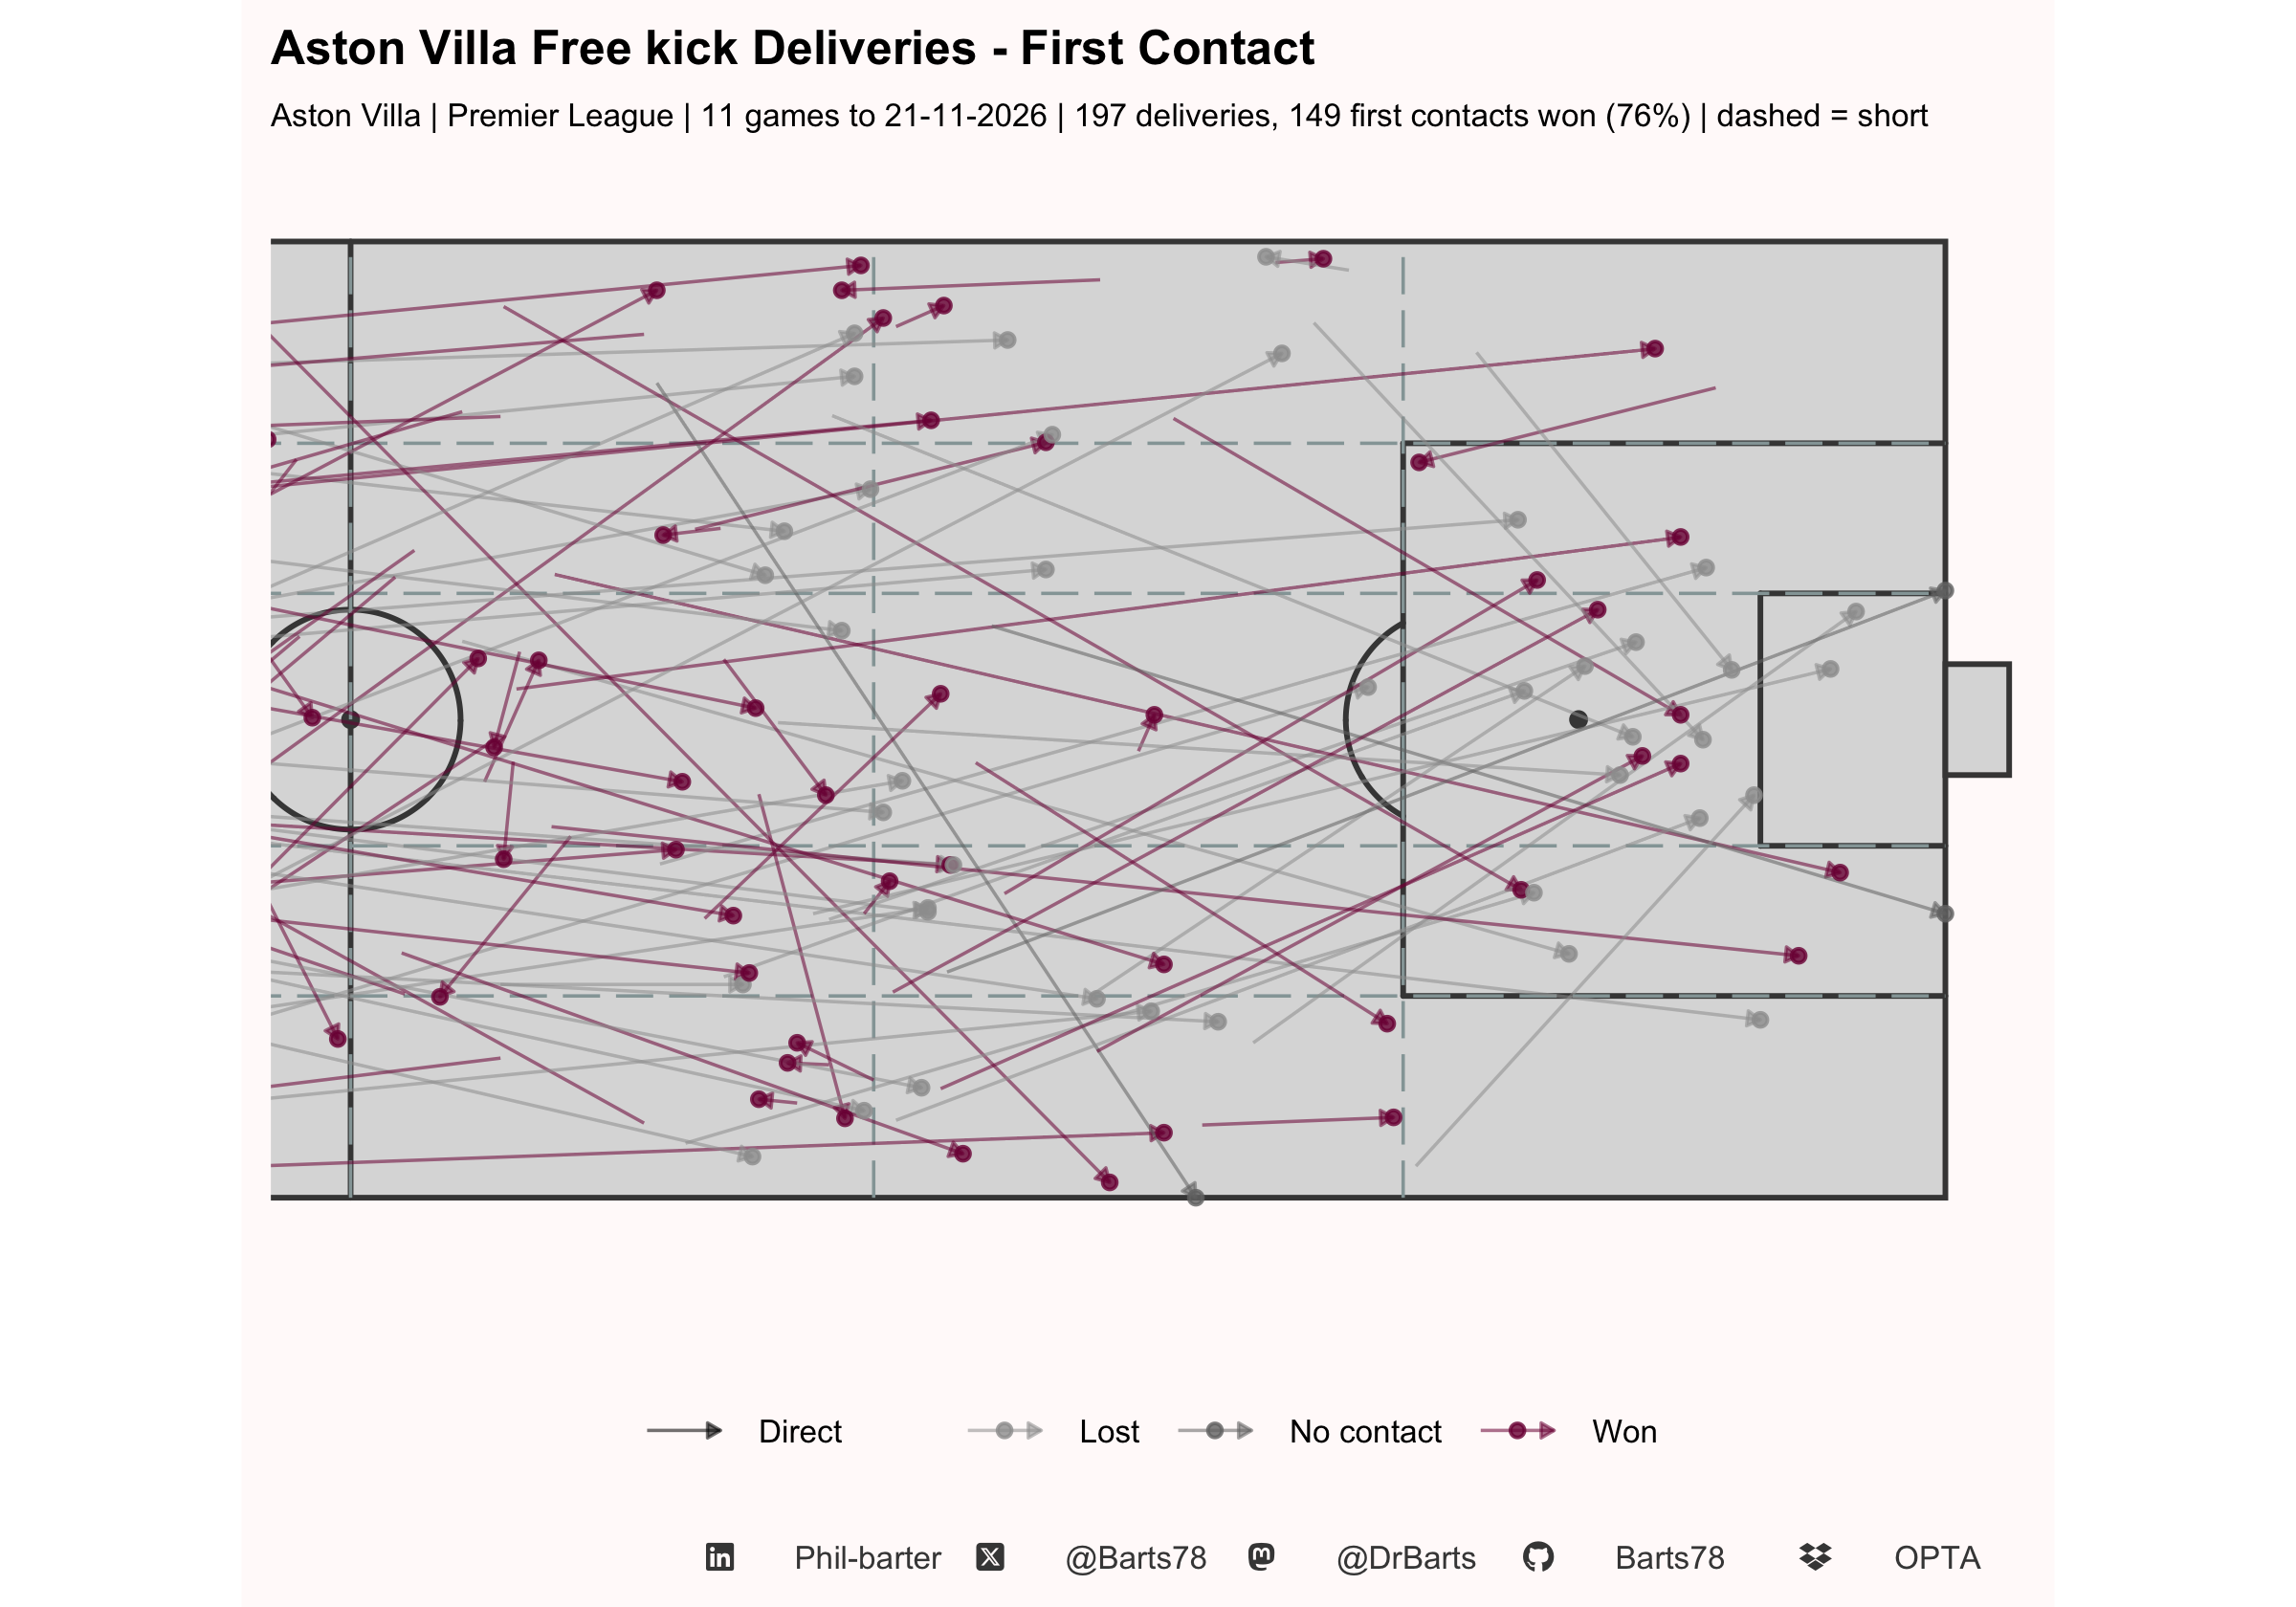 Aston Villa Free kick Deliveries - First Contact
Aston Villa | Premier League | 11 games to 21-11-2026 | 197 deliveries, 149 first contacts won (76%) | dashed = short
Direct Lost No contact Won
Phil-barter @Barts78 @DrBarts Barts78 OPTA